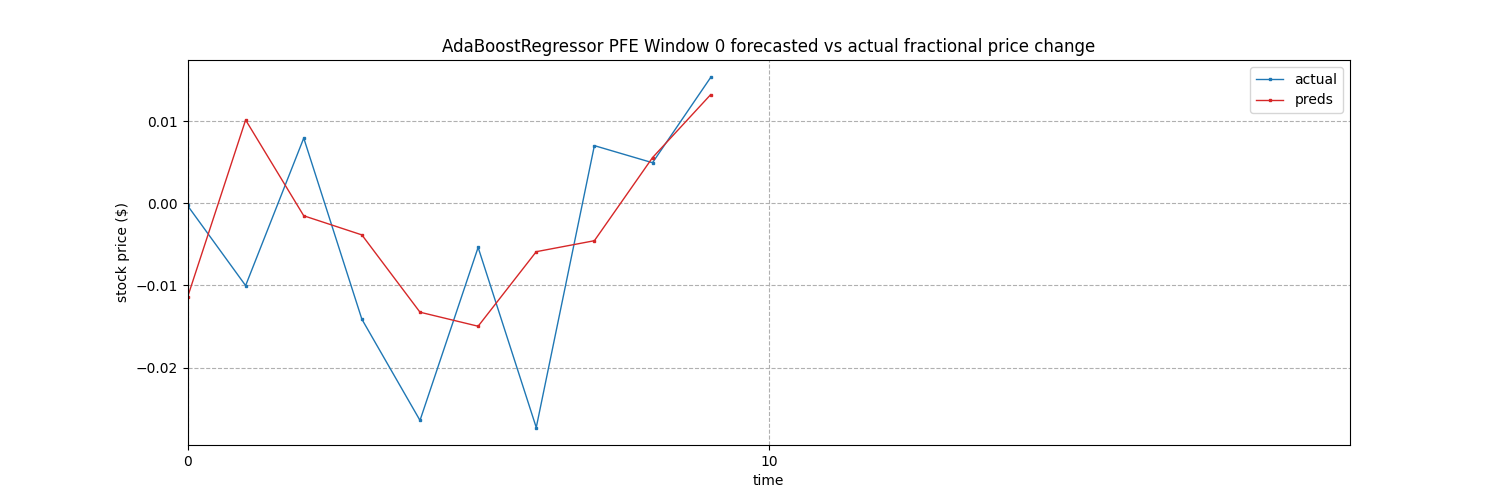 AdaBoostRegressor PFE Window 0 forecasted vs actual fractional price change
actual
preds
0.01
0.00
−0.01
−0.02
stock price ($)
0
10
time